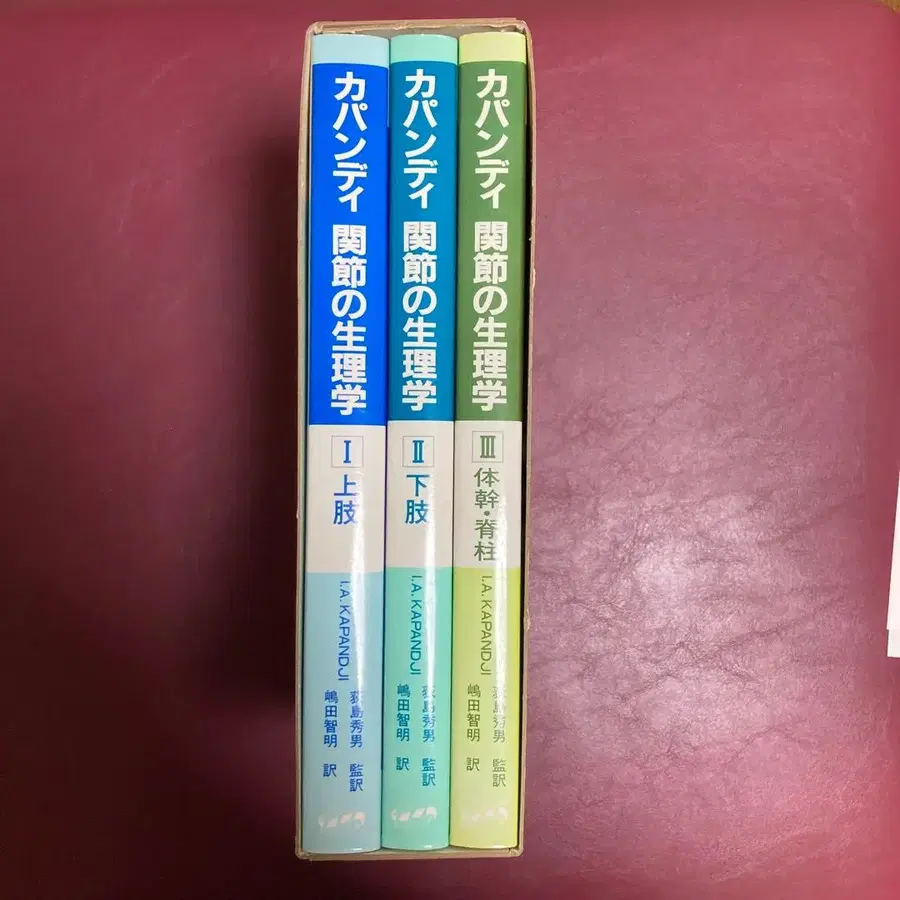 カパンディ 関節の生理学
I 上肢
I.A. KAPANDJI
荻島秀男 監訳
嶋田智明 訳
カパンディ 関節の生理学
II 下肢
I.A. KAPANDJI
荻島秀男 監訳
嶋田智明 訳
カパンディ 関節の生理学
III 体幹・脊柱
I.A. KAPANDJI
荻島秀男 監訳
嶋田智明 訳